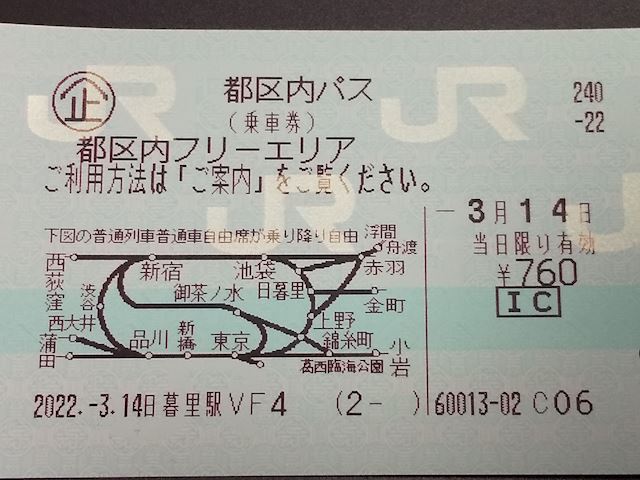 JR JR JR
企 都区内パス 240
(乗車券) -22
都区内フリーエリア
ご利用方法は「ご案内」をご覧ください。
-3月14日
当日限り有効
¥760
IC
下図の普通列車普通車自由席が乗り降り自由
浮間舟渡
西荻窪 新宿 池袋 赤羽
渋谷 御茶ノ水 日暮里 金町
西大井 上野
蒲田 品川 新橋 東京 錦糸町 小岩
葛西臨海公園
2022.-3.14日暮里駅VF4 (2- ) 60013-02 C06